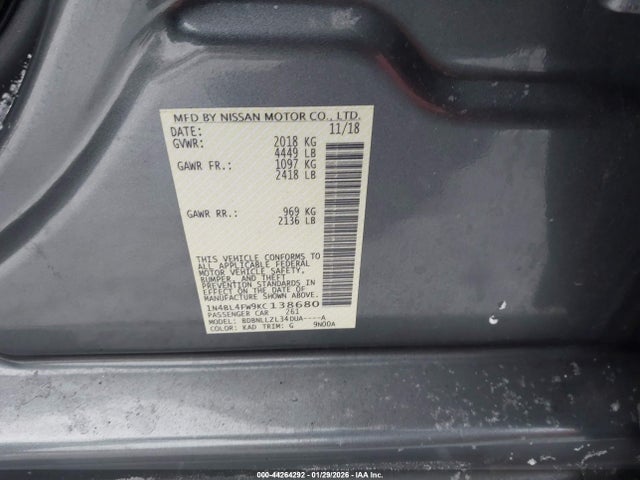 MFD BY NISSAN MOTOR CO., LTD.
DATE: 11/18
GVWR: 2018 KG
4449 LB
GAWR FR.: 1097 KG
2418 LB
GAWR RR.: 969 KG
2136 LB
THIS VEHICLE CONFORMS TO
ALL APPLICABLE FEDERAL
MOTOR VEHICLE SAFETY,
BUMPER, AND THEFT
PREVENTION STANDARDS IN
EFFECT ON THE DATE OF
MANUFACTURE SHOWN ABOVE.
1N4BL4FW9KC138680
PASSENGER CAR 261
MODEL: BDBNLLZL34DUA----A
COLOR: KAD TRIM: G 9N00A
000-44264292 - 01/29/2026 - IAA Inc.